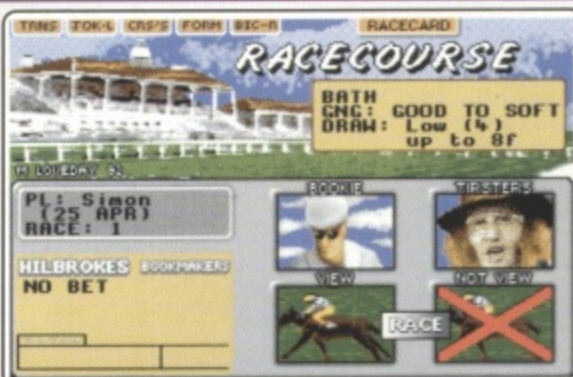 TRNS JOK-L CRS'S FORM BIG-R RACECARD
RACECOURSE
BATH
GNG: GOOD TO SOFT
DRAW: Low (4)
up to 8f
M LOVEDAY 92
PL: Simon
(25 APR)
RACE: 1
BOOKIE TIPSTERS
HILBROKES BOOKMAKERS
NO BET
VIEW NOT VIEW
RACE